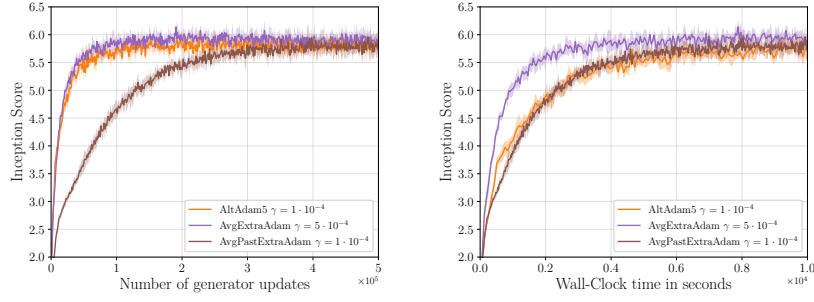 6.5
6.0
5.5
5.0
4.5
4.0
3.5
3.0
2.5
2.0
Inception Score
AltAdam5 γ = 1 · 10⁻⁴
AvgExtraAdam γ = 5 · 10⁻⁴
AvgPastExtraAdam γ = 1 · 10⁻⁴
0 1 2 3 4 5
×10⁵
Number of generator updates
6.5
6.0
5.5
5.0
4.5
4.0
3.5
3.0
2.5
2.0
Inception Score
AltAdam5 γ = 1 · 10⁻⁴
AvgExtraAdam γ = 5 · 10⁻⁴
AvgPastExtraAdam γ = 1 · 10⁻⁴
0.0 0.2 0.4 0.6 0.8 1.0
×10⁴
Wall-Clock time in seconds